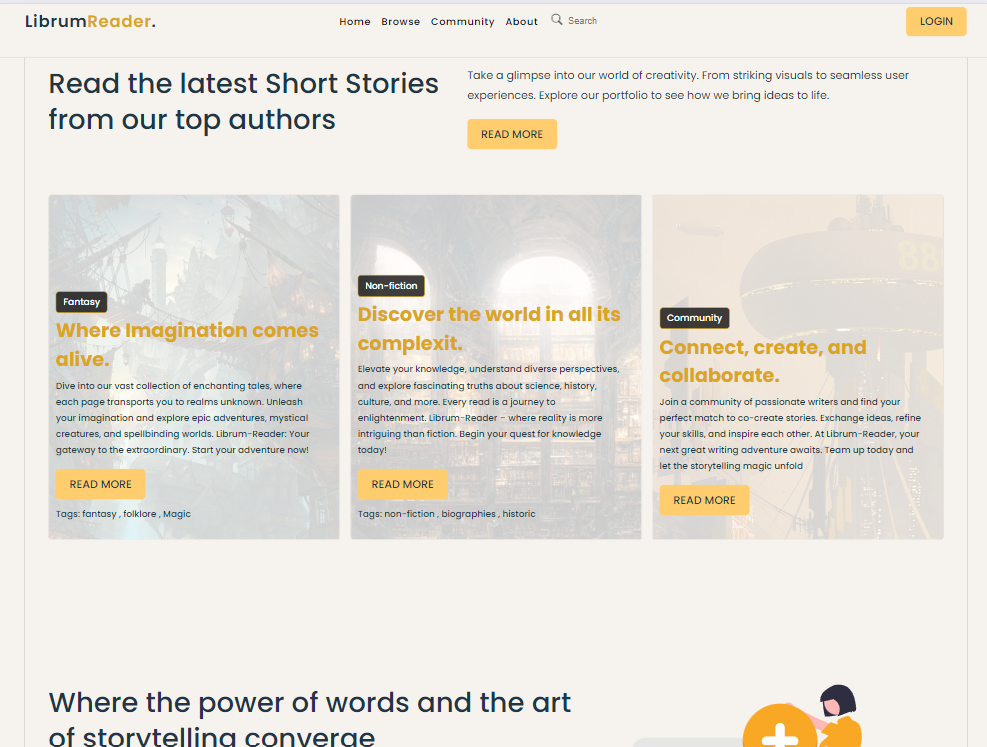 LibrumReader.
Home Browse Community About Search
LOGIN
Read the latest Short Stories
from our top authors
Take a glimpse into our world of creativity. From striking visuals to seamless user
experiences. Explore our portfolio to see how we bring ideas to life.
READ MORE
Fantasy
Where Imagination comes
alive.
Dive into our vast collection of enchanting tales, where
each page transports you to realms unknown. Unleash
your imagination and explore epic adventures, mystical
creatures, and spellbinding worlds. Librum-Reader: Your
gateway to the extraordinary. Start your adventure now!
READ MORE
Tags: fantasy , folklore , Magic
Non-fiction
Discover the world in all its
complexit.
Elevate your knowledge, understand diverse perspectives,
and explore fascinating truths about science, history,
culture, and more. Every read is a journey to
enlightenment. Librum-Reader – where reality is more
intriguing than fiction. Begin your quest for knowledge
today!
READ MORE
Tags: non-fiction , biographies , historic
88
Community
Connect, create, and
collaborate.
Join a community of passionate writers and find your
perfect match to co-create stories. Exchange ideas, refine
your skills, and inspire each other. At Librum-Reader, your
next great writing adventure awaits. Team up today and
let the storytelling magic unfold
READ MORE
Where the power of words and the art
of storytelling converge